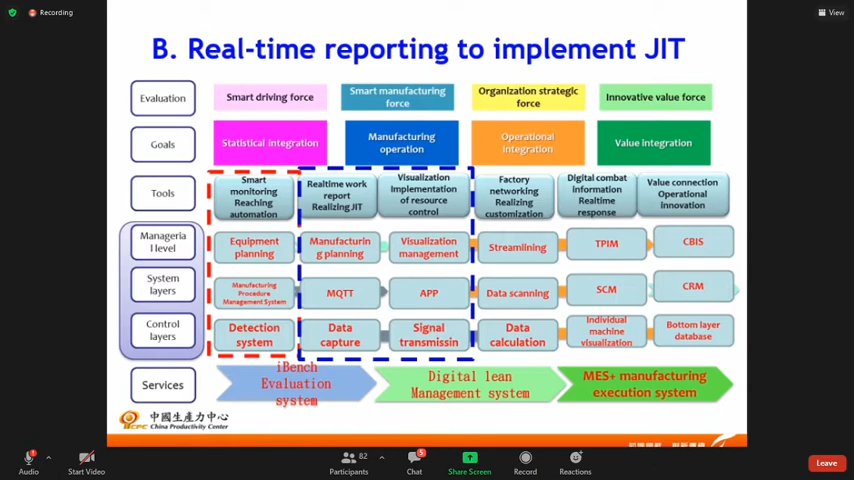 Recording
View
B. Real-time reporting to implement JIT
Evaluation
Smart driving force
Smart manufacturing
force
Organization strategic
force
Innovative value force
Goals
Statistical integration
Manufacturing
operation
Operational
integration
Value integration
Tools
Smart
monitoring
Reaching
automation
Realtime work
report
Realizing JIT
Visualization
Implementation
of resource
control
Factory
networking
Realizing
customization
Digital combat
information
Realtime
response
Value connection
Operational
innovation
Manageria
l level
Equipment
planning
Manufacturin
g planning
Visualization
management
Streamlining
TPIM
CBIS
System
layers
Manufacturing
Procedure
Management System
MQTT
APP
Data scanning
SCM
CRM
Control
layers
Detection
system
Data
capture
Signal
transmissin
Data
calculation
Individual
machine
visualization
Bottom layer
database
Services
iBench
Evaluation
system
Digital lean
Management system
MES+ manufacturing
execution system
中國生產力中心
China Productivity Center
Audio
Start Video
82
Participants
5
Chat
Share Screen
Record
Reactions
Leave